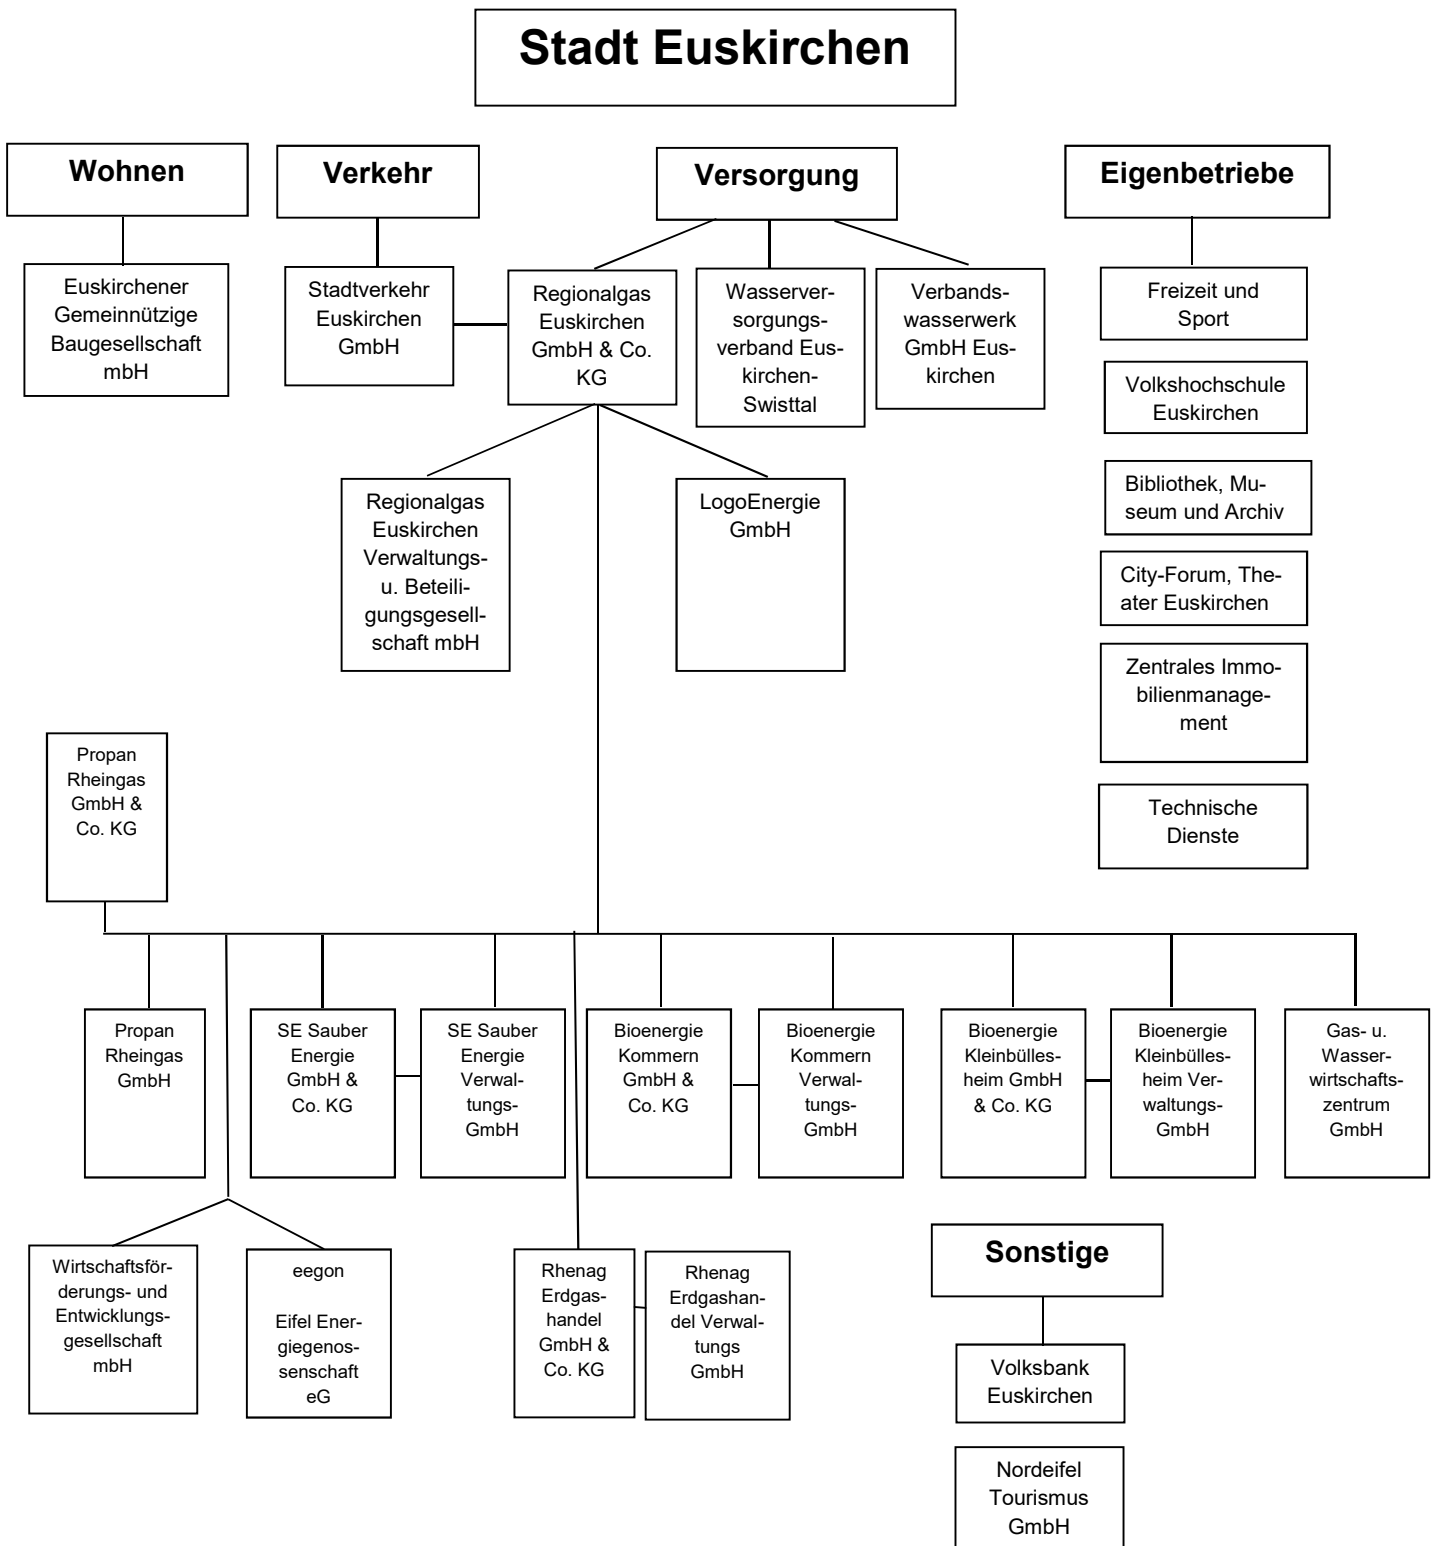 Stadt Euskirchen
Wohnen
Verkehr
Versorgung
Eigenbetriebe
Euskirchener
Gemeinnützige
Baugesellschaft
mbH
Stadtverkehr
Euskirchen
GmbH
Regionalgas
Euskirchen
GmbH & Co.
KG
Wasserver-
sorgungs-
verband Eus-
kirchen-
Swisttal
Verbands-
wasserwerk
GmbH Eus-
kirchen
Freizeit und
Sport
Volkshochschule
Euskirchen
Bibliothek, Mu-
seum und Archiv
City-Forum, The-
ater Euskirchen
Zentrales Immo-
bilienmanage-
ment
Technische
Dienste
Regionalgas
Euskirchen
Verwaltungs-
u. Beteili-
gungsgesell-
schaft mbH
LogoEnergie
GmbH
Propan
Rheingas
GmbH &
Co. KG
Propan
Rheingas
GmbH
SE Sauber
Energie
GmbH &
Co. KG
SE Sauber
Energie
Verwal-
tungs-
GmbH
Bioenergie
Kommern
GmbH &
Co. KG
Bioenergie
Kommern
Verwal-
tungs-
GmbH
Bioenergie
Kleinbülles-
heim GmbH
& Co. KG
Bioenergie
Kleinbülles-
heim Ver-
waltungs-
GmbH
Gas- u.
Wasser-
wirtschafts-
zentrum
GmbH
Wirtschaftsför-
derungs- und
Entwicklungs-
gesellschaft
mbH
eegon
Eifel Ener-
giegenos-
senschaft
eG
Rhenag
Erdgas-
handel
GmbH &
Co. KG
Rhenag
Erdgashan-
del Verwal-
tungs
GmbH
Sonstige
Volksbank
Euskirchen
Nordeifel
Tourismus
GmbH